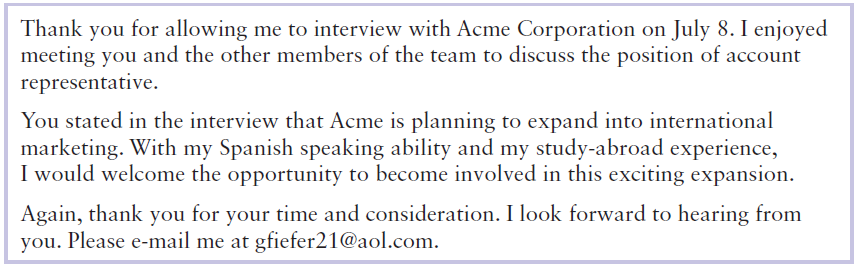 Thank you for allowing me to interview with Acme Corporation on July 8. I enjoyed
meeting you and the other members of the team to discuss the position of account
representative.
You stated in the interview that Acme is planning to expand into international
marketing. With my Spanish speaking ability and my study-abroad experience,
I would welcome the opportunity to become involved in this exciting expansion.
Again, thank you for your time and consideration. I look forward to hearing from
you. Please e-mail me at gfiefer21@aol.com.